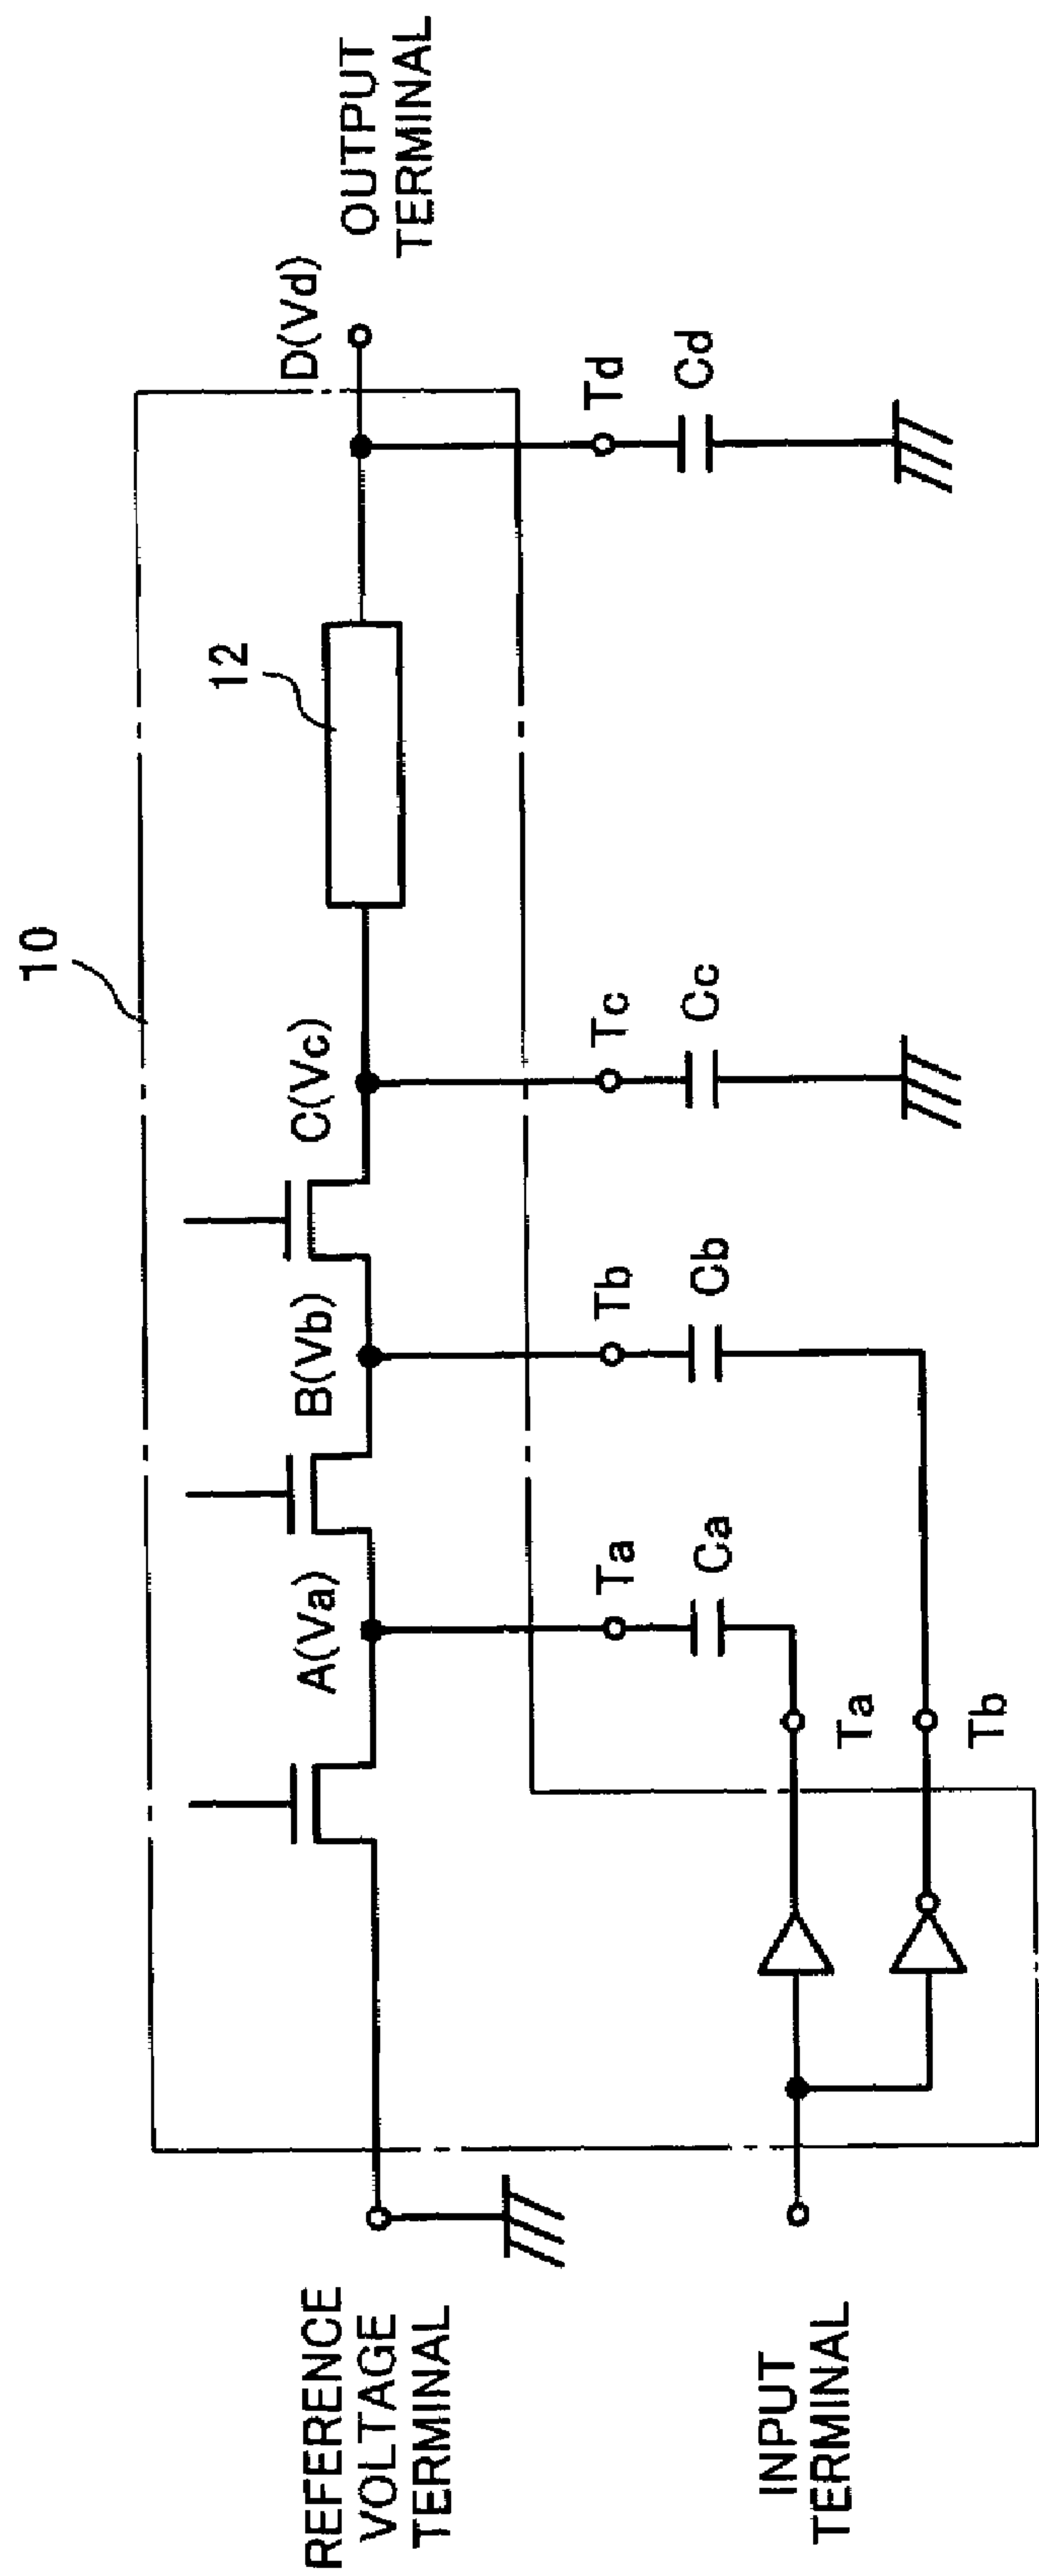 10
12
REFERENCE
VOLTAGE
TERMINAL
A(Va)
B(Vb)
C(Vc)
D(Vd)
OUTPUT
TERMINAL
Ta
Tb
Tc
Td
Ca
Cb
Cc
Cd
Ta
Tb
INPUT
TERMINAL